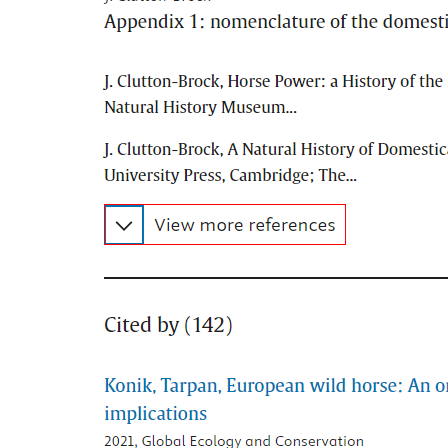 Appendix 1: nomenclature of the domesti
J. Clutton-Brock, Horse Power: a History of the
Natural History Museum...
J. Clutton-Brock, A Natural History of Domestic
University Press, Cambridge; The...
View more references
Cited by (142)
Konik, Tarpan, European wild horse: An o
implications
2021, Global Ecology and Conservation